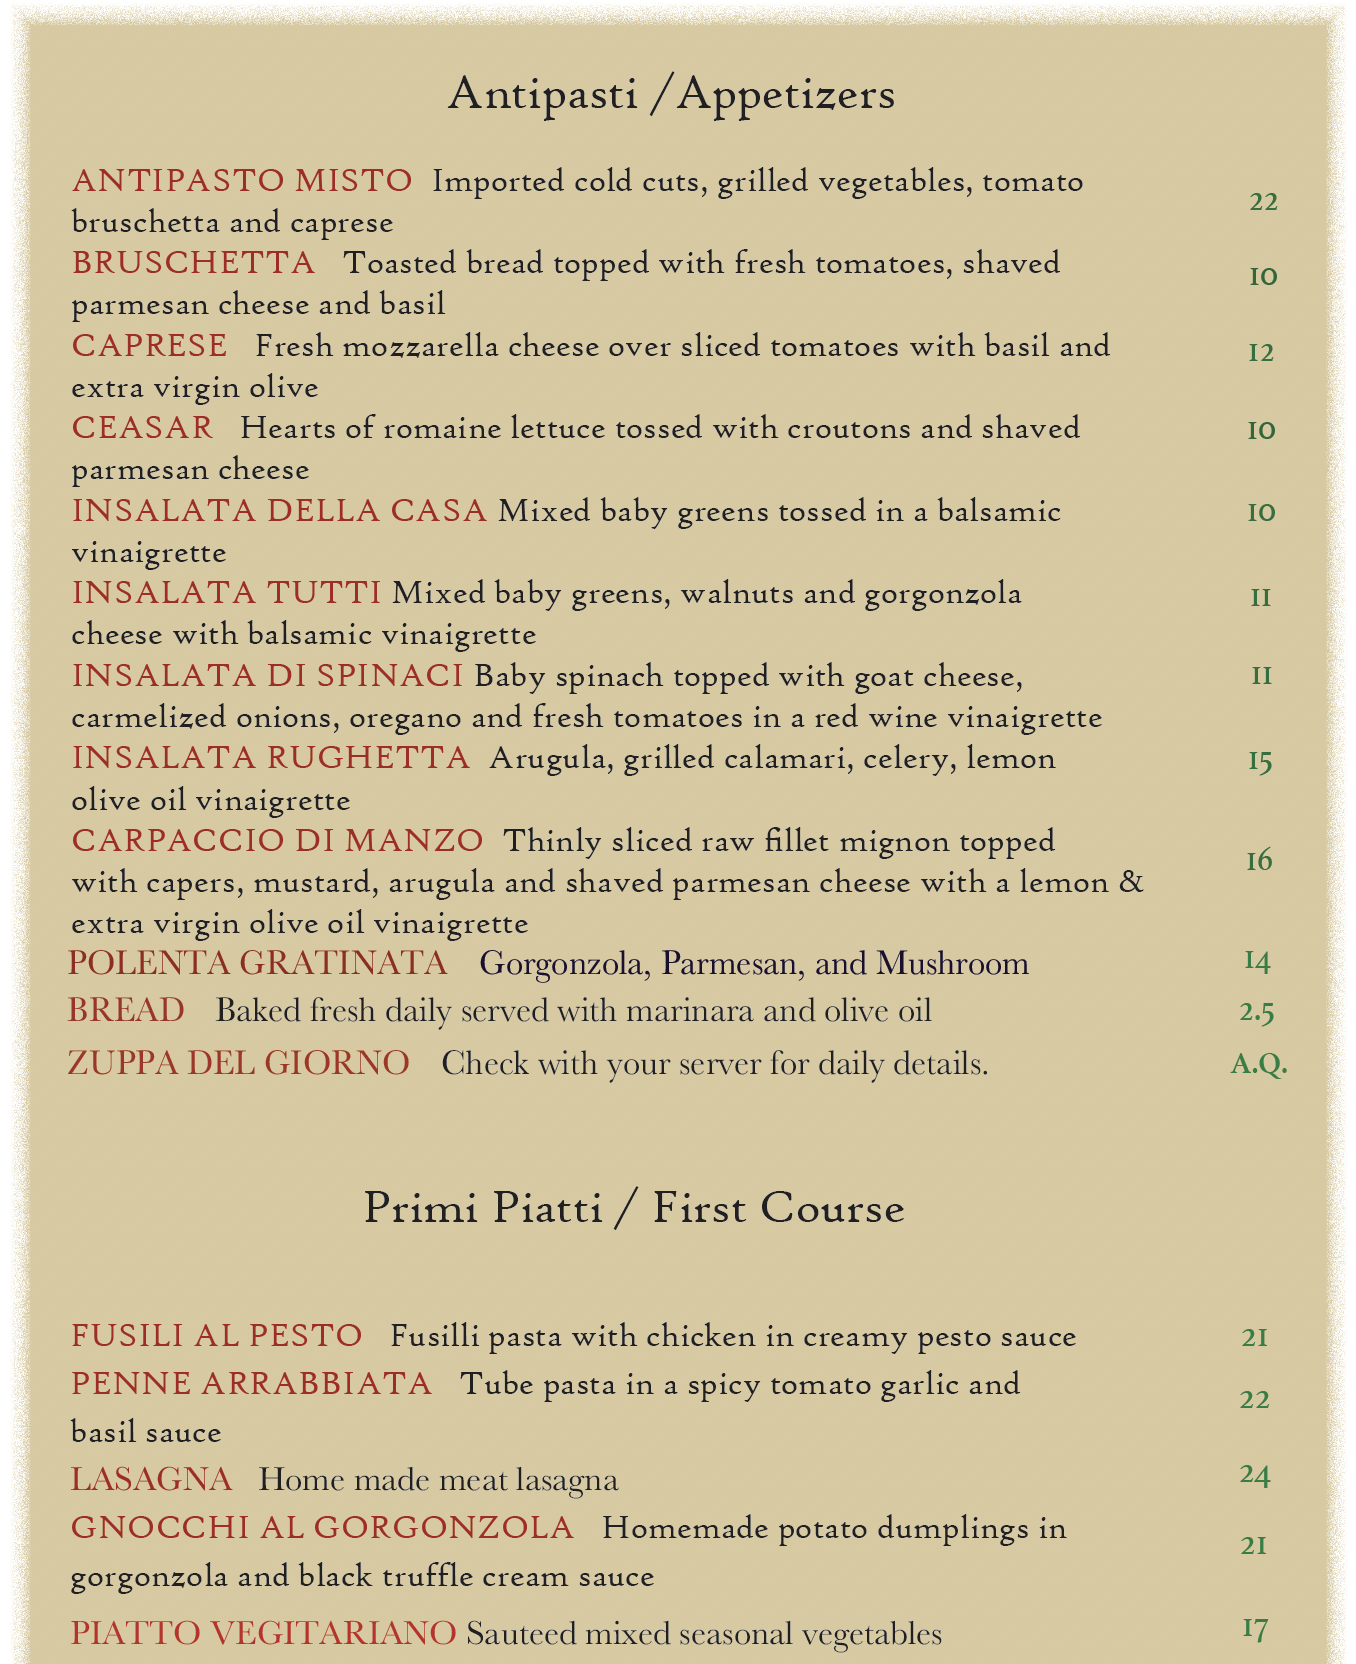 Antipasti /Appetizers
ANTIPASTO MISTO Imported cold cuts, grilled vegetables, tomato
bruschetta and caprese
22
BRUSCHETTA Toasted bread topped with fresh tomatoes, shaved
parmesan cheese and basil
10
CAPRESE Fresh mozzarella cheese over sliced tomatoes with basil and
extra virgin olive
12
CEASAR Hearts of romaine lettuce tossed with croutons and shaved
parmesan cheese
10
INSALATA DELLA CASA Mixed baby greens tossed in a balsamic
vinaigrette
10
INSALATA TUTTI Mixed baby greens, walnuts and gorgonzola
cheese with balsamic vinaigrette
11
INSALATA DI SPINACI Baby spinach topped with goat cheese,
carmelized onions, oregano and fresh tomatoes in a red wine vinaigrette
11
INSALATA RUGHETTA Arugula, grilled calamari, celery, lemon
olive oil vinaigrette
15
CARPACCIO DI MANZO Thinly sliced raw fillet mignon topped
with capers, mustard, arugula and shaved parmesan cheese with a lemon &
extra virgin olive oil vinaigrette
16
POLENTA GRATINATA Gorgonzola, Parmesan, and Mushroom 14
BREAD Baked fresh daily served with marinara and olive oil 2.5
ZUPPA DEL GIORNO Check with your server for daily details. A.Q.
Primi Piatti / First Course
FUSILI AL PESTO Fusilli pasta with chicken in creamy pesto sauce 21
PENNE ARRABBIATA Tube pasta in a spicy tomato garlic and
basil sauce
22
LASAGNA Home made meat lasagna 24
GNOCCHI AL GORGONZOLA Homemade potato dumplings in
gorgonzola and black truffle cream sauce
21
PIATTO VEGITARIANO Sauteed mixed seasonal vegetables 17